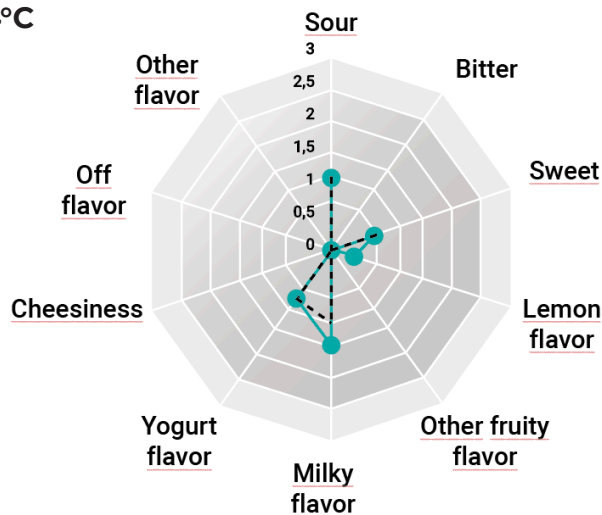 °C
Sour
3
2,5
2
1,5
1
0,5
0
Bitter
Sweet
Lemon
flavor
Other fruity
flavor
Milky
flavor
Yogurt
flavor
Cheesiness
Off
flavor
Other
flavor